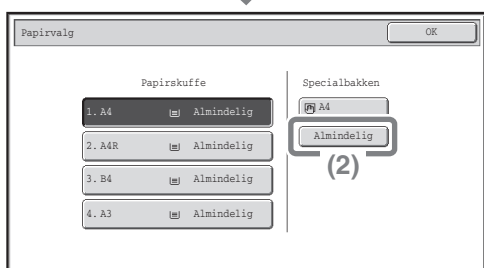 Papirvalg
OK
Papirskuffe
Specialbakken
1. A4 Almindelig
A4
2. A4R Almindelig
Almindelig
(2)
3. B4 Almindelig
4. A3 Almindelig